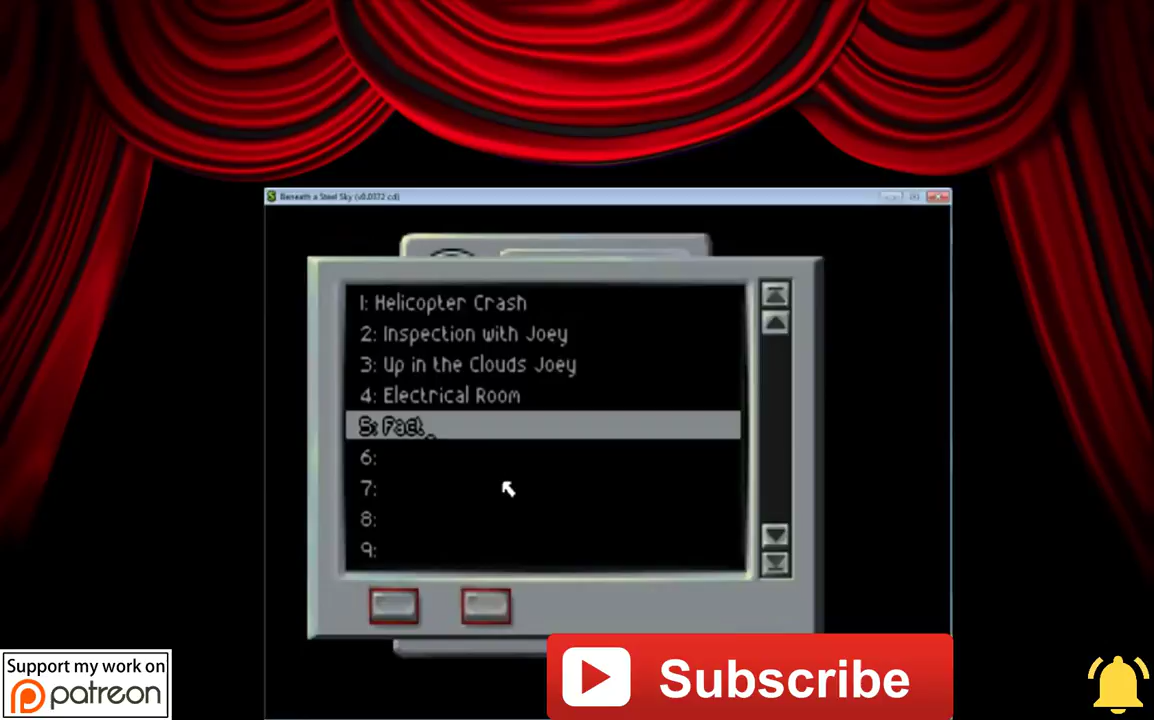 Beneath a Steel Sky (v0.0372 cd)
1: Helicopter Crash
2: Inspection with Joey
3: Up in the Clouds Joey
4: Electrical Room
5: Fact_
6:
7:
8:
9:
Support my work on
patreon
Subscribe